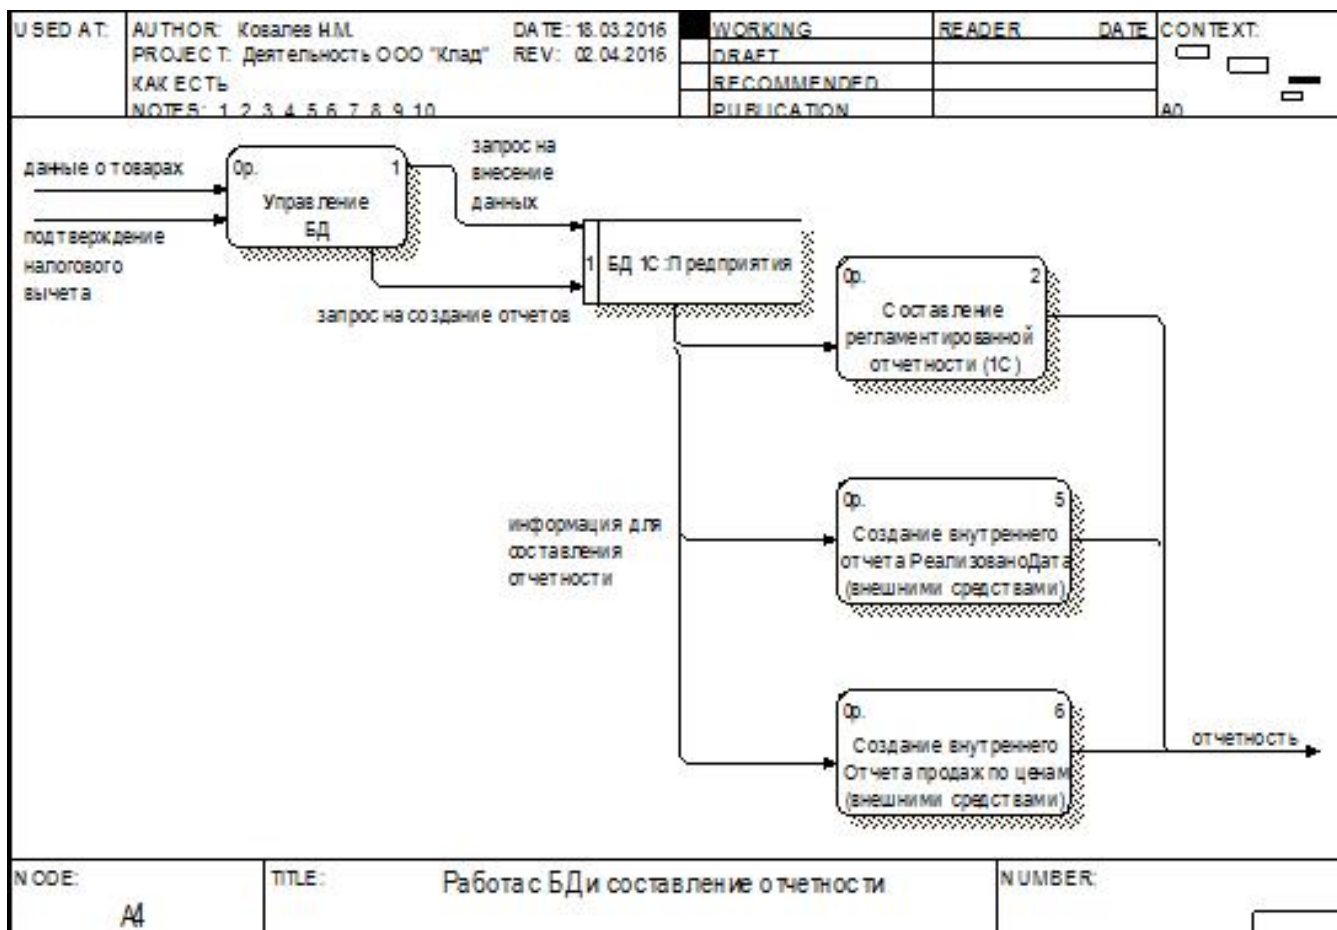 USED AT:
AUTHOR: Ковалев Н.М.
DATE: 18.03.2016
PROJECT: Деятельность ООО "Клад"
REV: 02.04.2016
КАК ЕСТЬ
NOTES: 1 2 3 4 5 6 7 8 9 10
WORKING
DRAFT
RECOMMENDED
PUBLICATION
READER
DATE
CONTEXT:
A0
данные о товарах
подтверждение
налогового
вычета
0р.
1
Управление
БД
запрос на
внесение
данных
запрос на создание отчетов
1
БД 1С:Предприятия
0р.
2
Составление
регламентированной
отчетности (1С)
информация для
составления
отчетности
0р.
5
Создание внутреннего
отчета РеализованоДата
(внешними средствами)
0р.
6
Создание внутреннего
Отчета продаж по ценам
(внешними средствами)
отчетность
NODE:
A4
TITLE:
Работа с БД и составление отчетности
NUMBER: